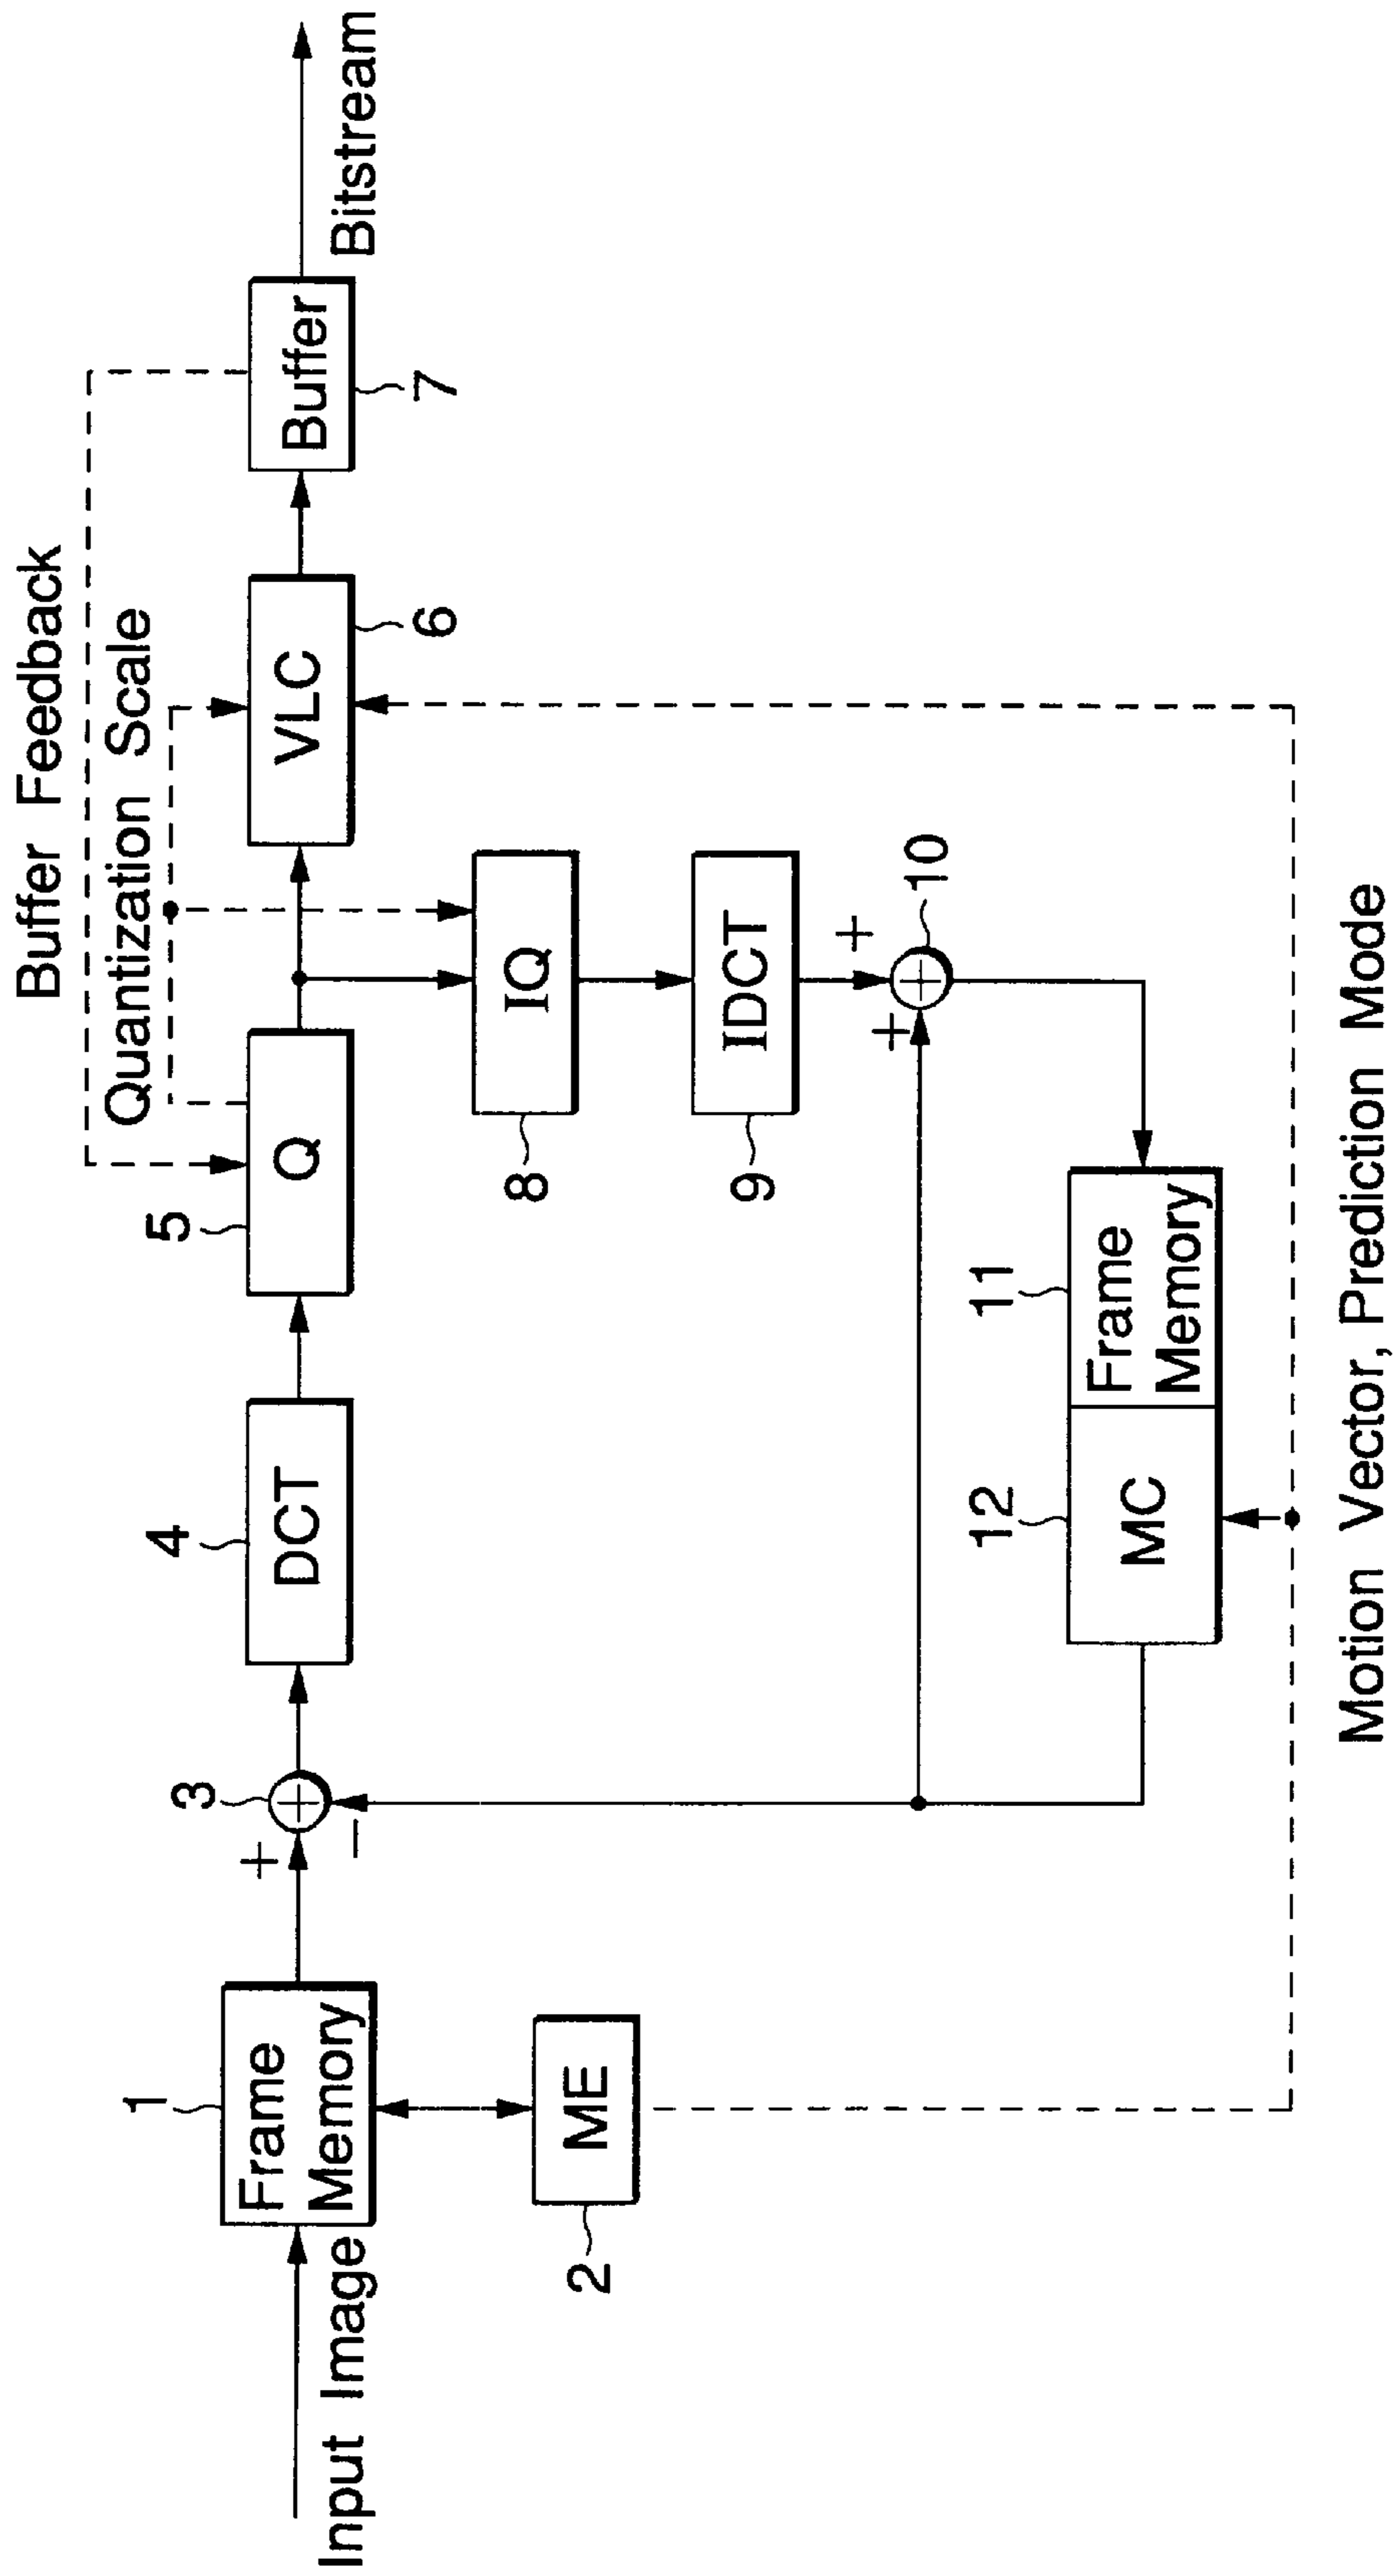 Buffer Feedback
Quantization Scale
1
Frame
Memory
Input Image
2
ME
3
+
−
4
DCT
5
Q
6
VLC
7
Buffer
Bitstream
8
IQ
9
IDCT
10
+
+
11
Frame
Memory
12
MC
Motion Vector, Prediction Mode